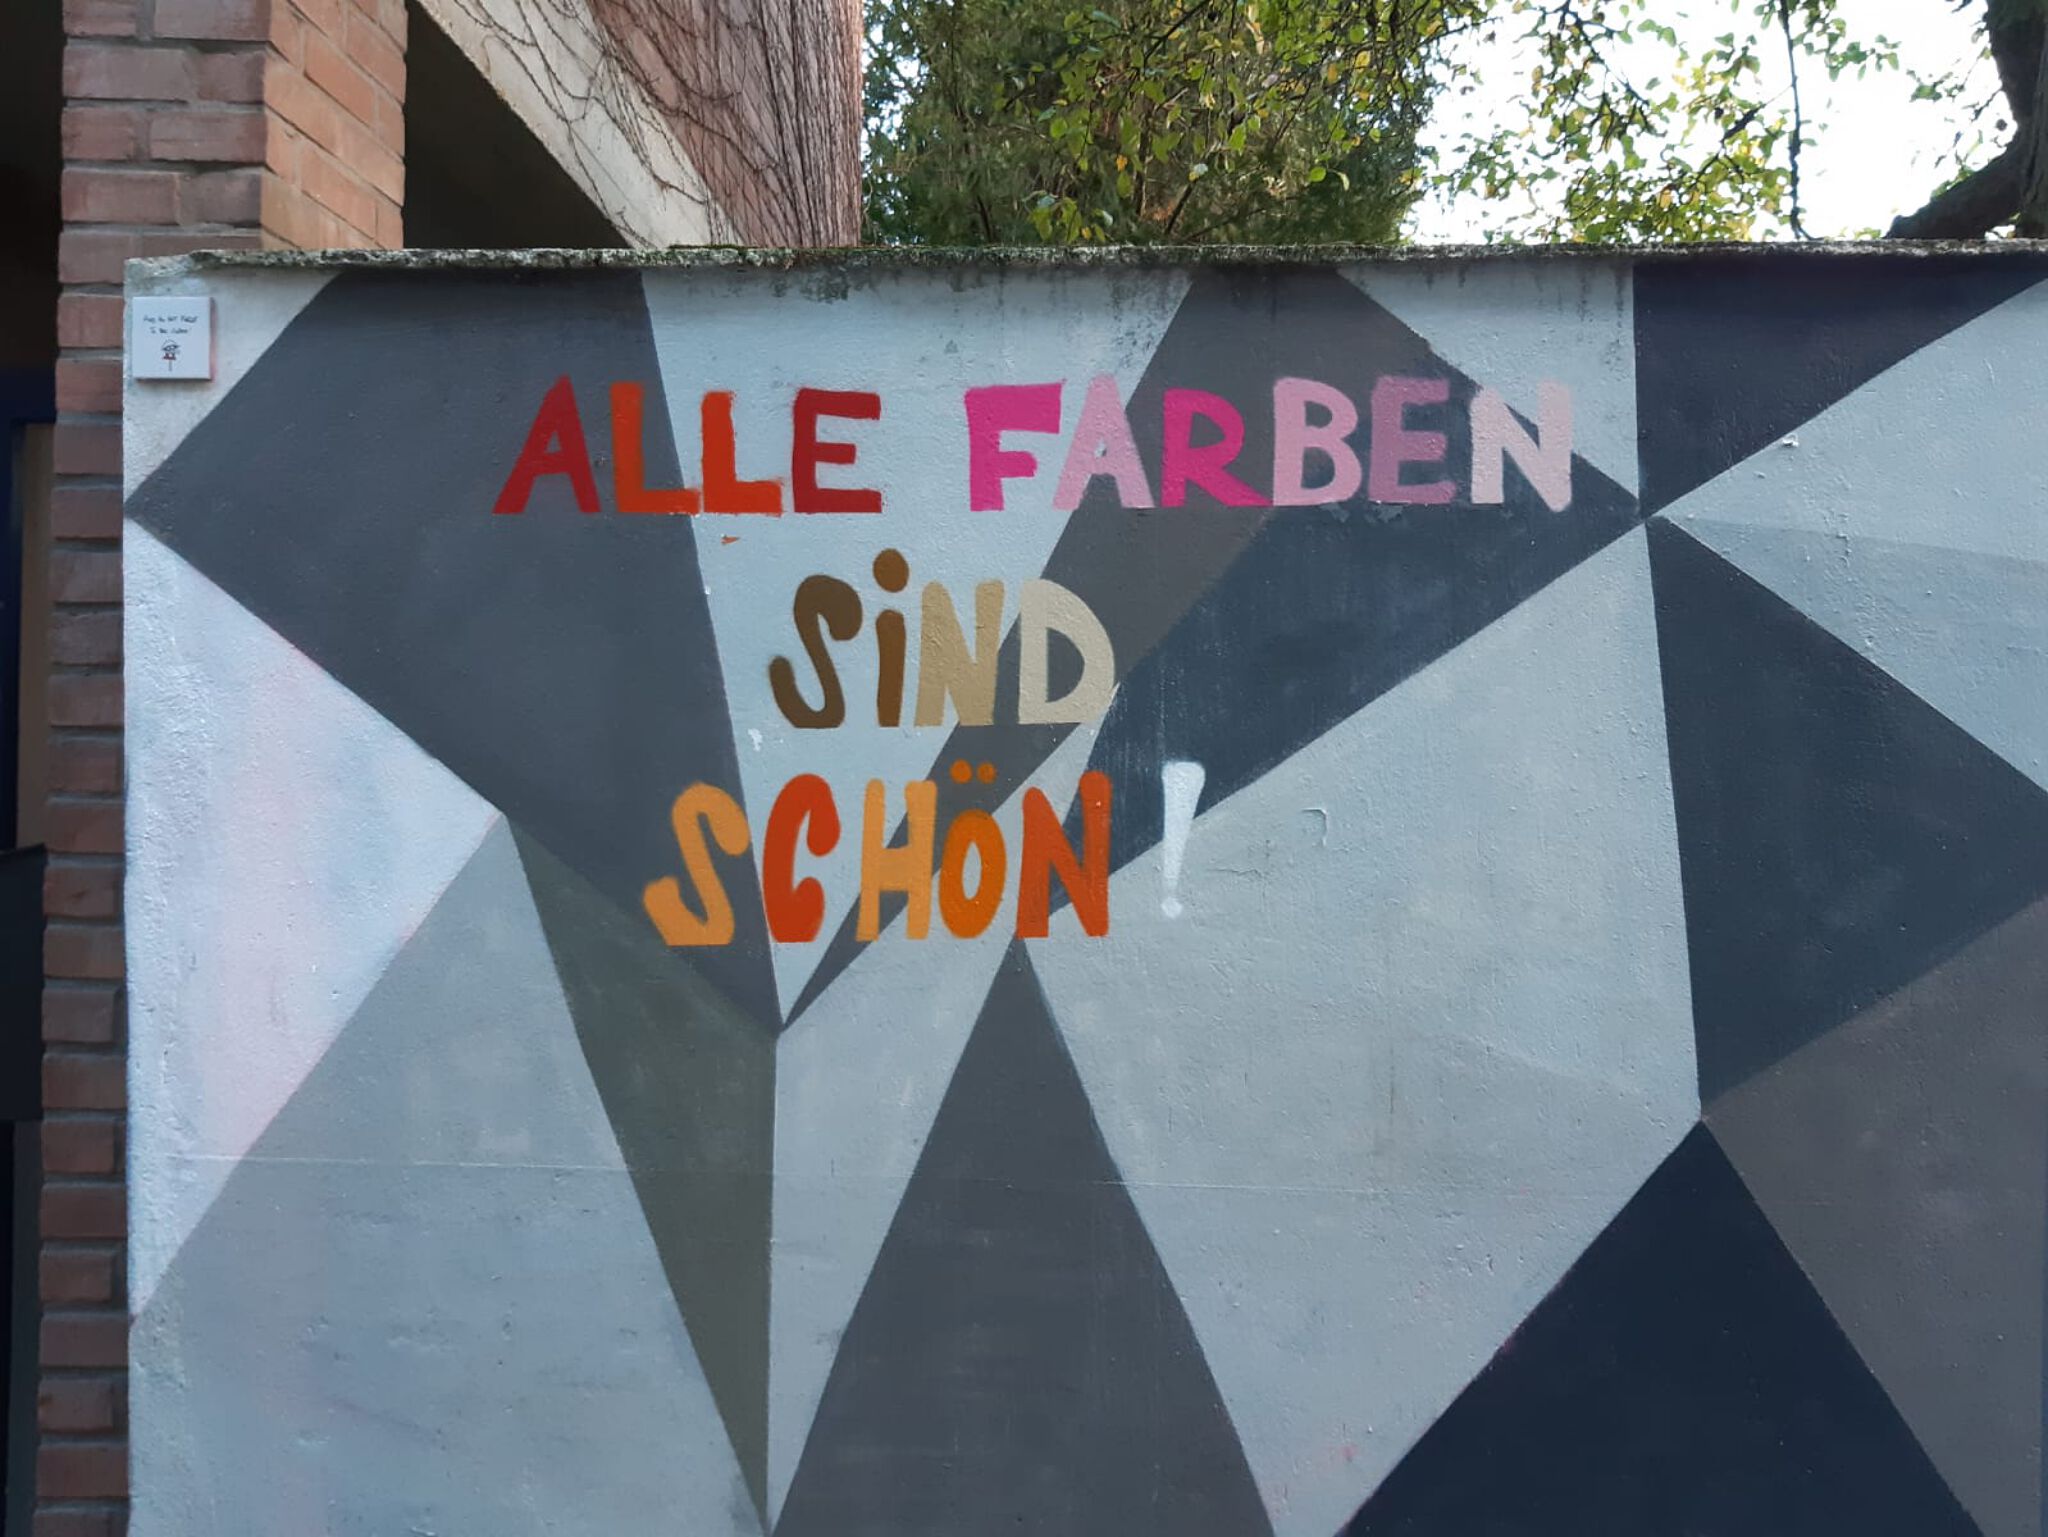 ALLE FARBEN
SiND
SCHÖN!